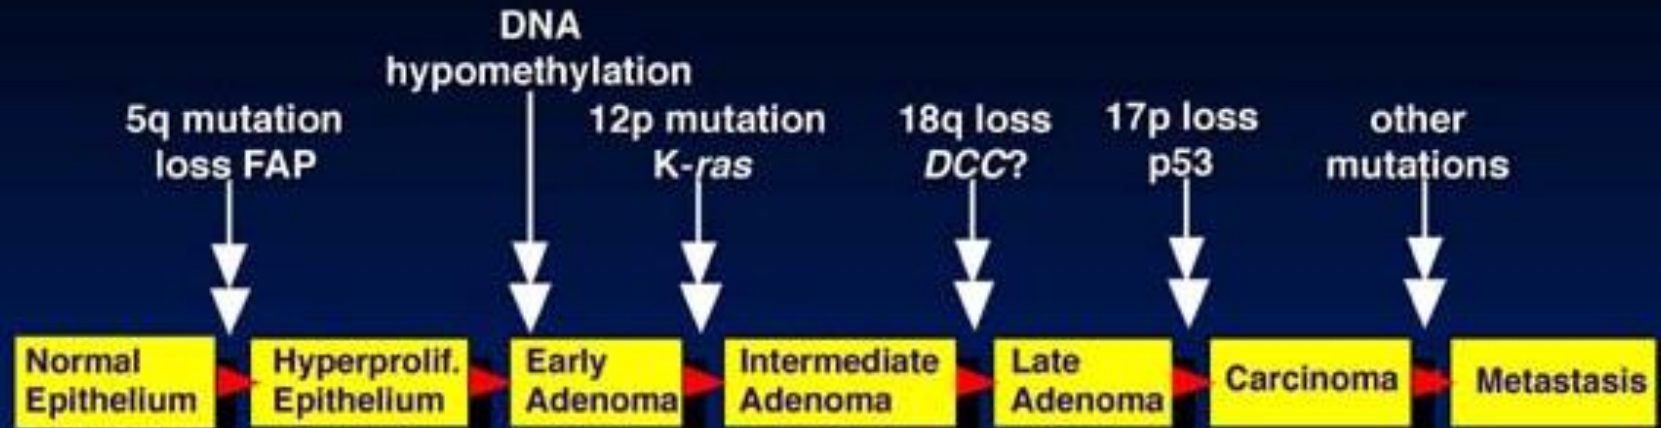 DNA
hypomethylation
5q mutation
loss FAP
12p mutation
K-ras
18q loss
DCC?
17p loss
p53
other
mutations
Normal
Epithelium
Hyperprolif.
Epithelium
Early
Adenoma
Intermediate
Adenoma
Late
Adenoma
Carcinoma
Metastasis